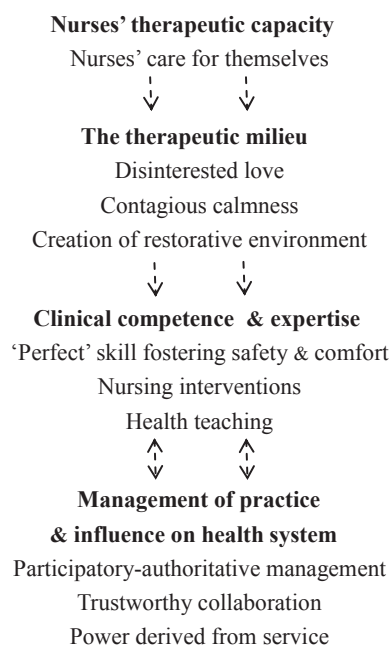 Nurses’ therapeutic capacity
Nurses’ care for themselves
The therapeutic milieu
Disinterested love
Contagious calmness
Creation of restorative environment
Clinical competence & expertise
‘Perfect’ skill fostering safety & comfort
Nursing interventions
Health teaching
Management of practice
& influence on health system
Participatory-authoritative management
Trustworthy collaboration
Power derived from service